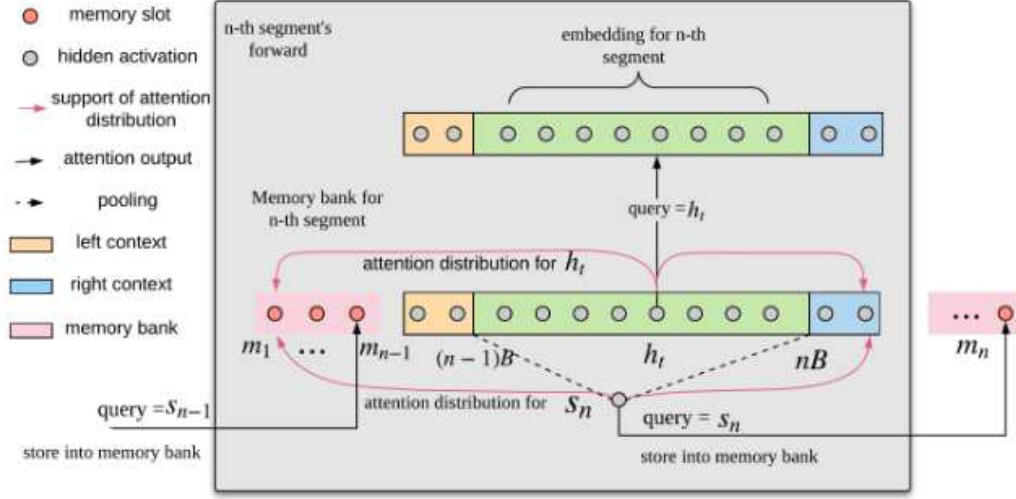 memory slot
hidden activation
support of attention
distribution
attention output
pooling
left context
right context
memory bank
n-th segment's
forward
embedding for n-th
segment
query = h_t
Memory bank for
n-th segment
attention distribution for h_t
m_1 ... m_{n-1}
(n − 1)B
h_t
nB
... 
m_n
query = s_{n-1}
store into memory bank
attention distribution for s_n
query = s_n
store into memory bank